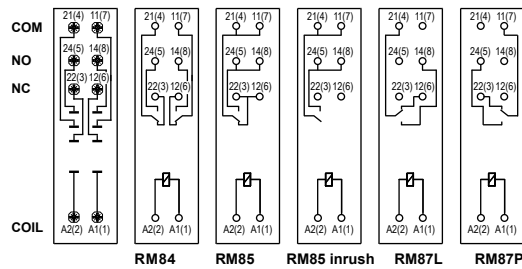 COM 21(4) 11(7) 21(4) 11(7) 21(4) 11(7) 21(4) 11(7) 21(4) 11(7) 21(4) 11(7)
NO 24(5) 14(8) 24(5) 14(8) 24(5) 14(8) 24(5) 14(8) 24(5) 14(8) 24(5) 14(8)
NC 22(3) 12(6) 22(3) 12(6) 22(3) 12(6) 22(3) 12(6) 22(3) 12(6) 22(3) 12(6)
COIL A2(2) A1(1) A2(2) A1(1) A2(2) A1(1) A2(2) A1(1) A2(2) A1(1) A2(2) A1(1)
RM84 RM85 RM85 inrush RM87L RM87P